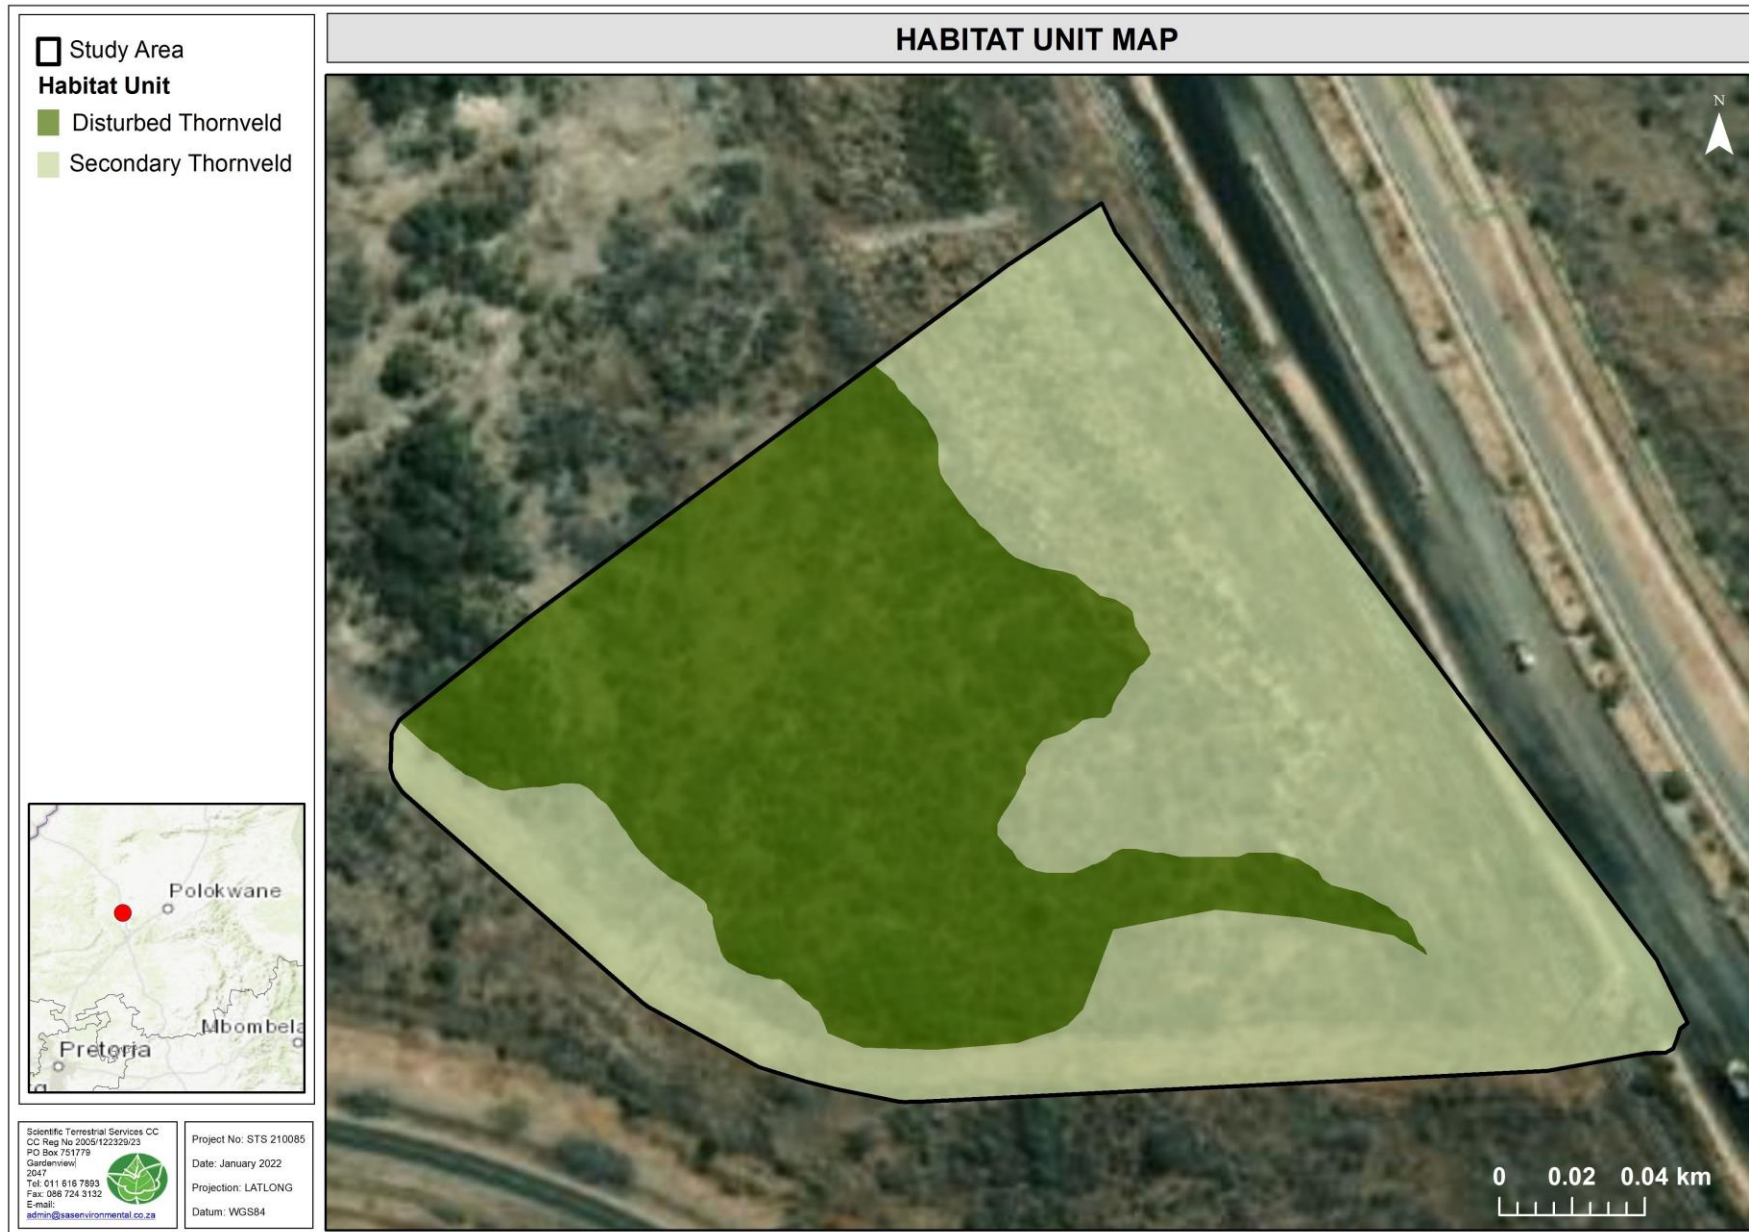 HABITAT UNIT MAP
Study Area
Habitat Unit
Disturbed Thornveld
Secondary Thornveld
N
Polokwane
Mbombela
Pretoria
Scientific Terrestrial Services CC
CC Reg No 2005/122329/23
PO Box 751779
Gardenview
2047
Tel: 011 616 7893
Fax: 086 724 3132
E-mail:
admin@sasenvironmental.co.za
Project No: STS 210085
Date: January 2022
Projection: LATLONG
Datum: WGS84
0 0.02 0.04 km